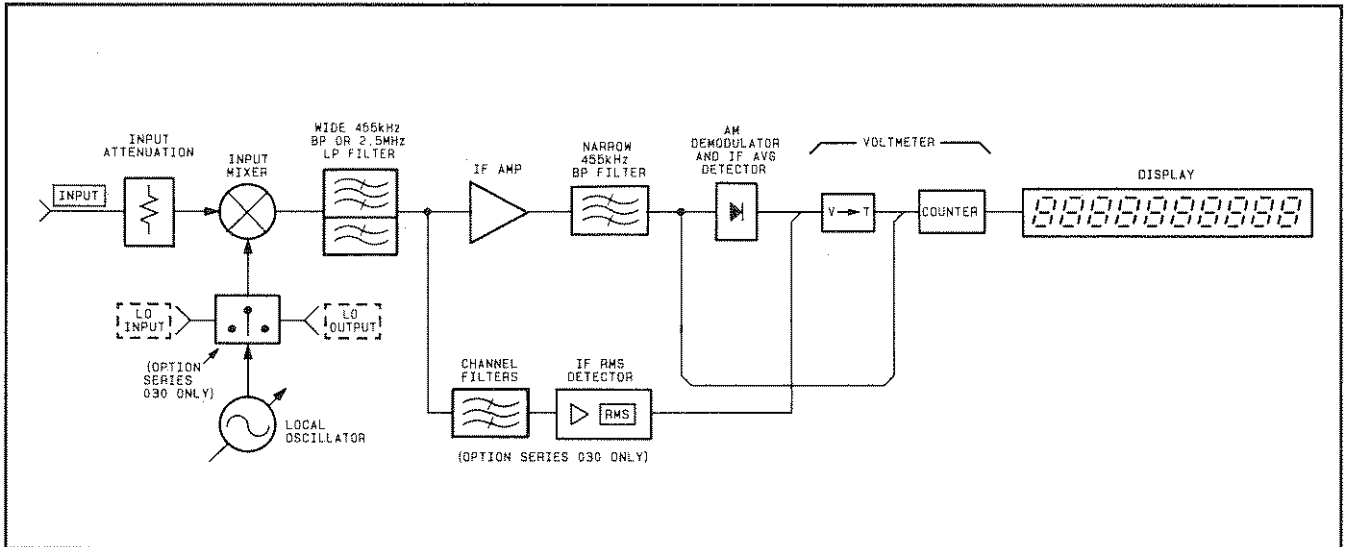 INPUT
INPUT
ATTENUATION
INPUT
MIXER
WIDE 455kHz
BP OR 2.5MHz
LP FILTER
IF AMP
NARROW
455kHz
BP FILTER
AM
DEMODULATOR
AND IF AVG
DETECTOR
VOLTMETER
V→T
COUNTER
DISPLAY
8888888888
LO
INPUT
LO
OUTPUT
(OPTION
SERIES
030 ONLY)
LOCAL
OSCILLATOR
CHANNEL
FILTERS
IF RMS
DETECTOR
RMS
(OPTION SERIES 030 ONLY)